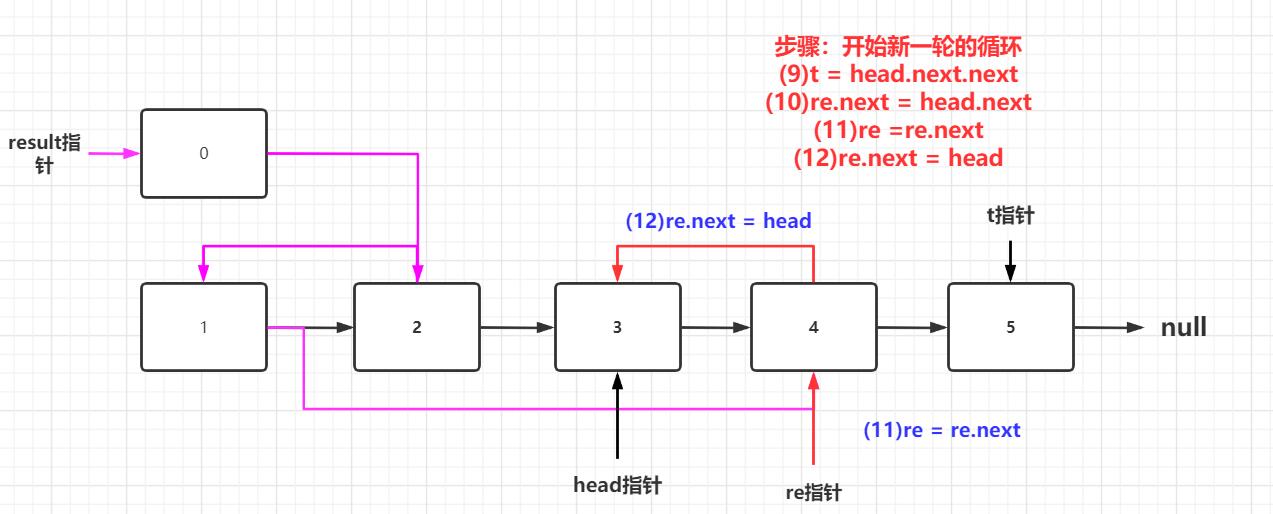 步骤：开始新一轮的循环
(9)t = head.next.next
(10)re.next = head.next
(11)re =re.next
(12)re.next = head
result指
针
0
(12)re.next = head
t指针
1
2
3
4
5
null
(11)re = re.next
head指针
re指针